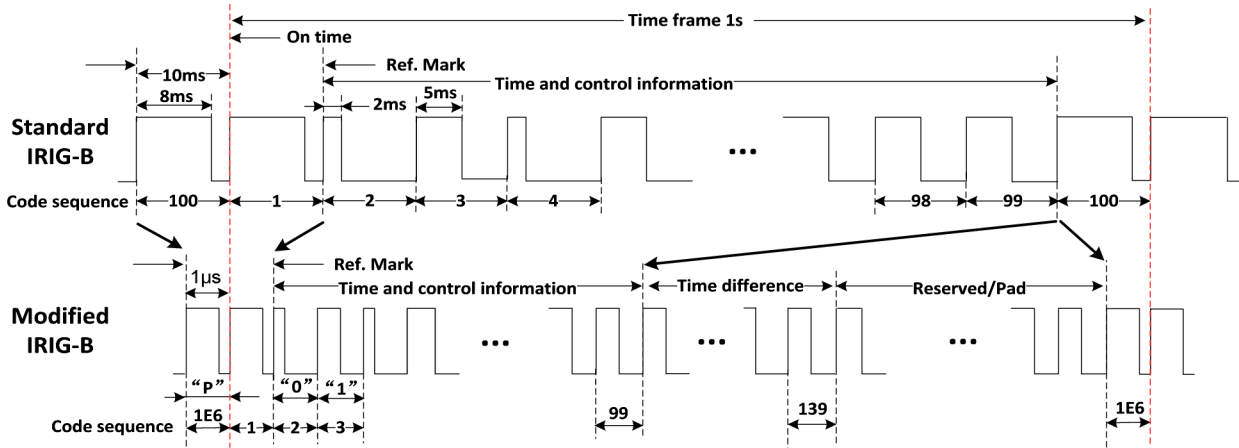 Time frame 1s
On time
10ms
Ref. Mark
Time and control information
8ms
2ms
5ms
Standard
IRIG-B
...
Code sequence
100
1
2
3
4
98
99
100
Ref. Mark
1μs
Time and control information
Time difference
Reserved/Pad
Modified
IRIG-B
...
...
...
“P”
“0”
“1”
1E6
99
139
1E6
Code sequence
1
2
3